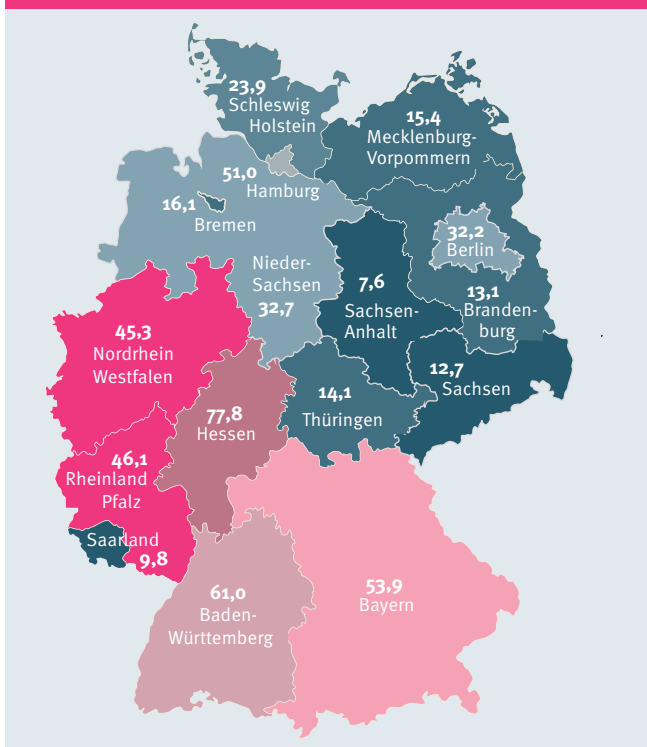 23,9
Schleswig
Holstein
15,4
Mecklenburg-
Vorpommern
51,0
Hamburg
16,1
Bremen
32,2
Berlin
Nieder-
Sachsen
32,7
7,6
Sachsen-
Anhalt
13,1
Branden-
burg
45,3
Nordrhein
Westfalen
12,7
Sachsen
14,1
Thüringen
77,8
Hessen
46,1
Rheinland
Pfalz
Saarland
9,8
61,0
Baden-
Württemberg
53,9
Bayern